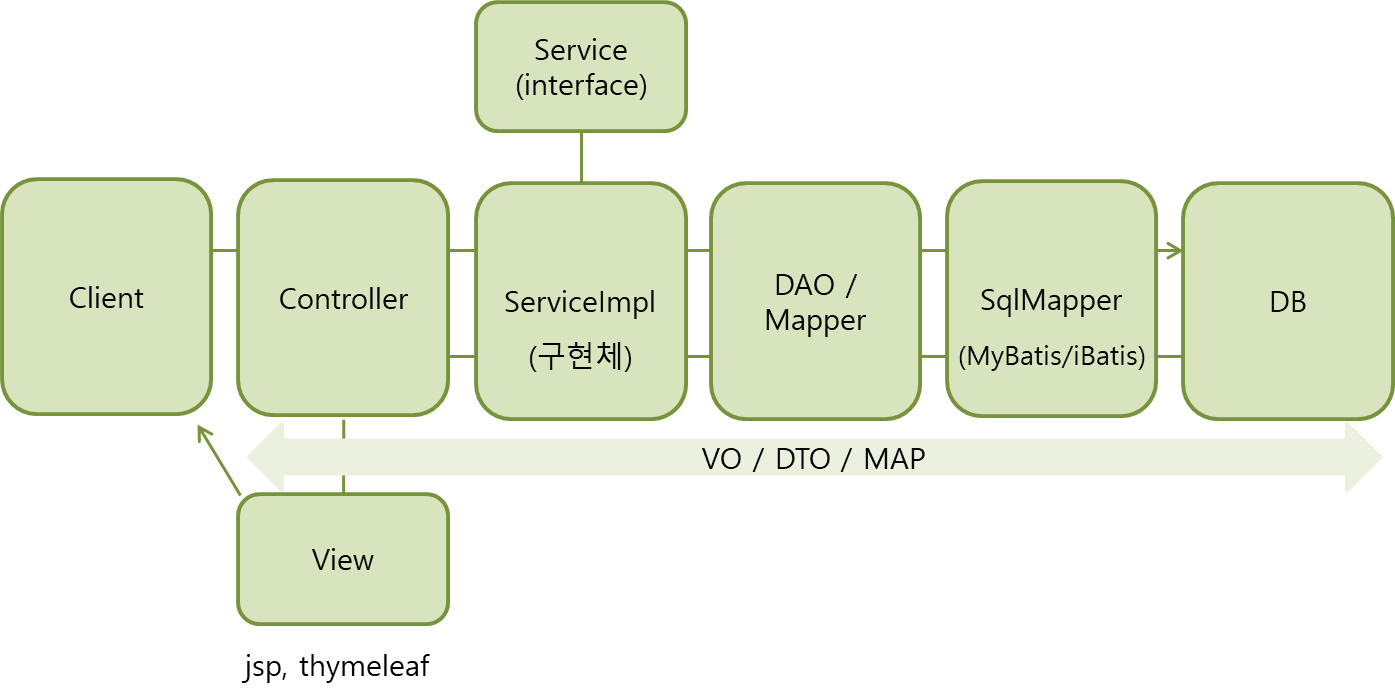 Service
(interface)
Client
Controller
ServiceImpl
(구현체)
DAO /
Mapper
SqlMapper
(MyBatis/iBatis)
DB
VO / DTO / MAP
View
jsp, thymeleaf